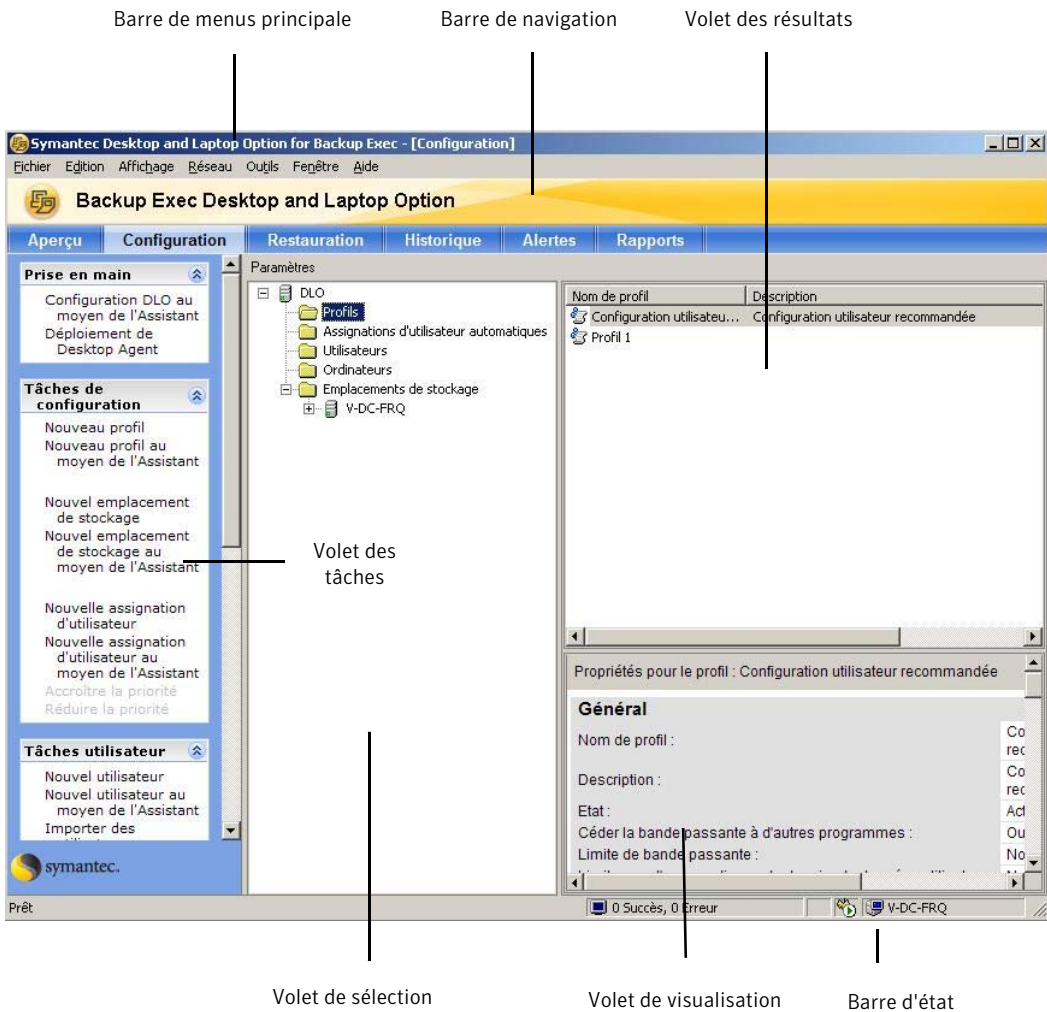 Barre de menus principale
Barre de navigation
Volet des résultats
Symantec Desktop and Laptop Option for Backup Exec - [Configuration]
Fichier Edition Affichage Réseau Outils Fenêtre Aide
Backup Exec Desktop and Laptop Option
Aperçu Configuration Restauration Historique Alertes Rapports
Prise en main
Configuration DLO au
moyen de l'Assistant
Déploiement de
Desktop Agent
Tâches de
configuration
Nouveau profil
Nouveau profil au
moyen de l'Assistant
Nouvel emplacement
de stockage
Nouvel emplacement
de stockage au
moyen de l'Assistant
Nouvelle assignation
d'utilisateur
Nouvelle assignation
d'utilisateur au
moyen de l'Assistant
Accroître la priorité
Réduire la priorité
Tâches utilisateur
Nouvel utilisateur
Nouvel utilisateur au
moyen de l'Assistant
Importer des
symantec.
Paramètres
DLO
Profils
Assignations d'utilisateur automatiques
Utilisateurs
Ordinateurs
Emplacements de stockage
V-DC-FRQ
Volet des
tâches
Nom de profil Description
Configuration utilisateu... Configuration utilisateur recommandée
Profil 1
Propriétés pour le profil : Configuration utilisateur recommandée
Général
Nom de profil : Co
rec
Description : Co
rec
Etat : Act
Céder la bande passante à d'autres programmes : Ou
Limite de bande passante : No
Prêt
0 Succès, 0 Erreur
V-DC-FRQ
Volet de sélection
Volet de visualisation
Barre d'état